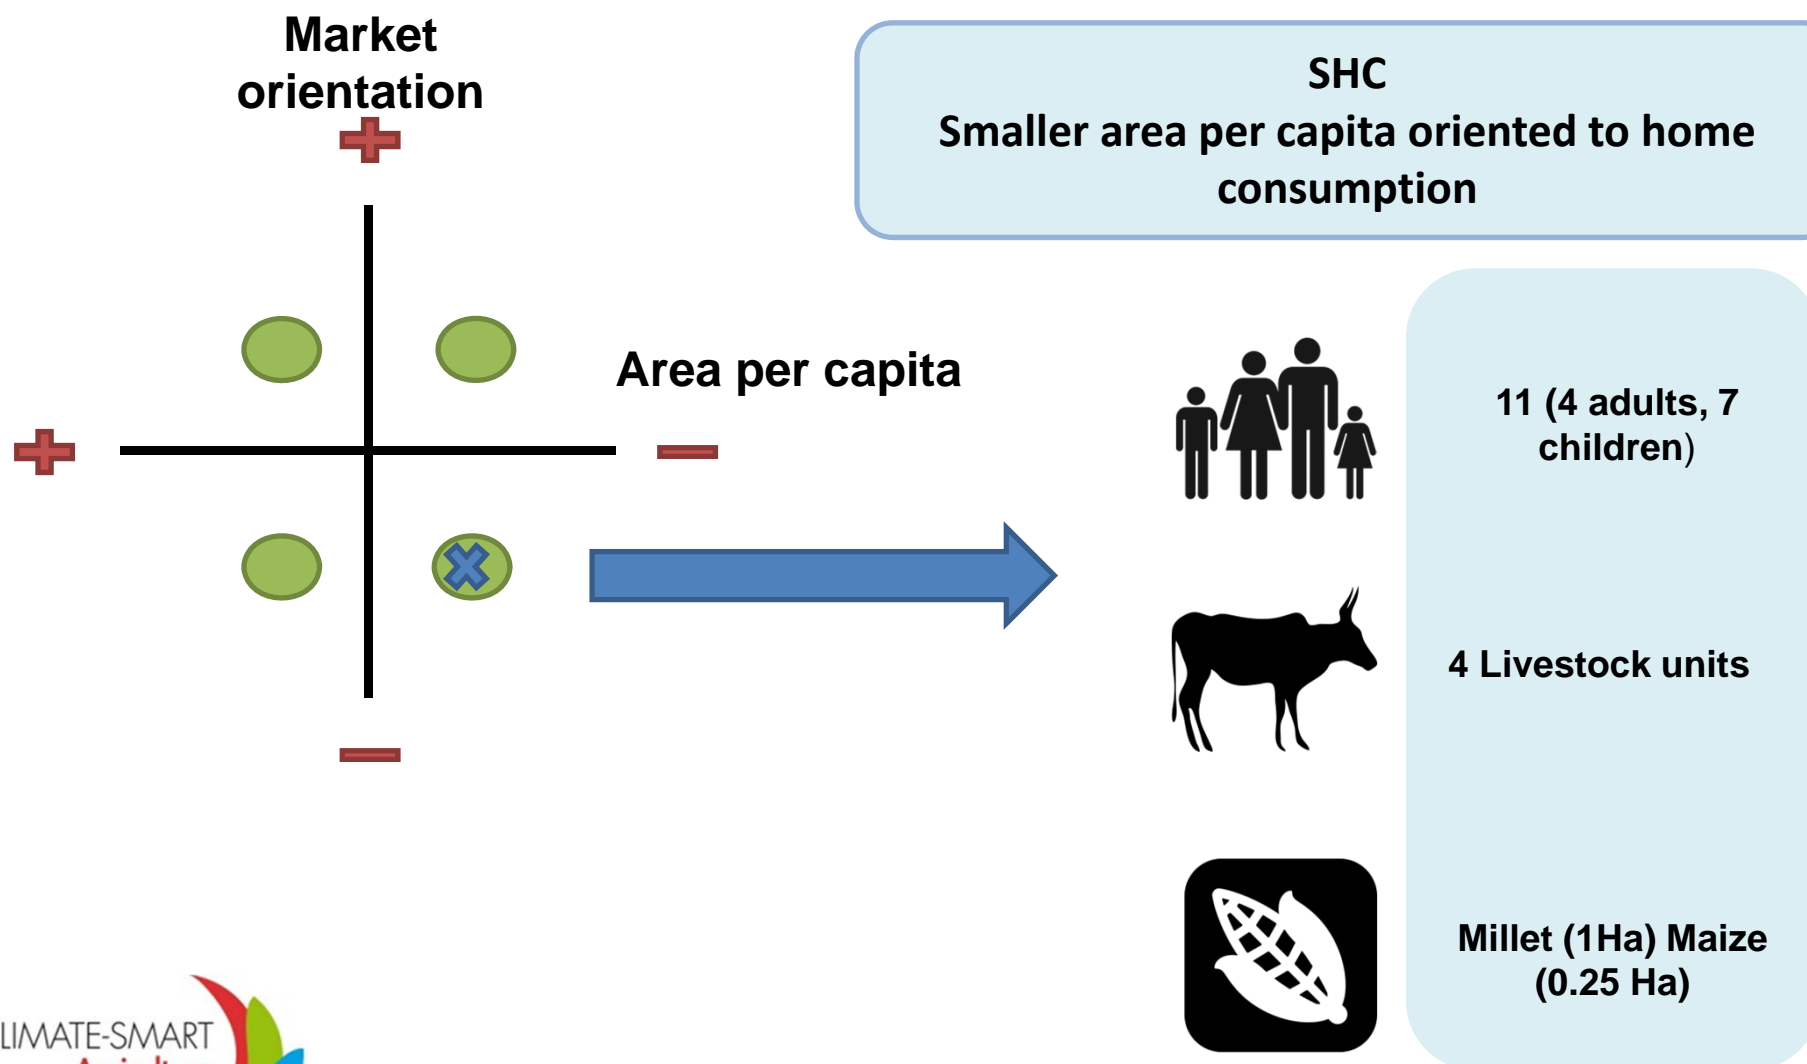 Market
orientation
SHC
Smaller area per capita oriented to home
consumption
Area per capita
11 (4 adults, 7
children)
4 Livestock units
Millet (1Ha) Maize
(0.25 Ha)
LIMATE-SMART